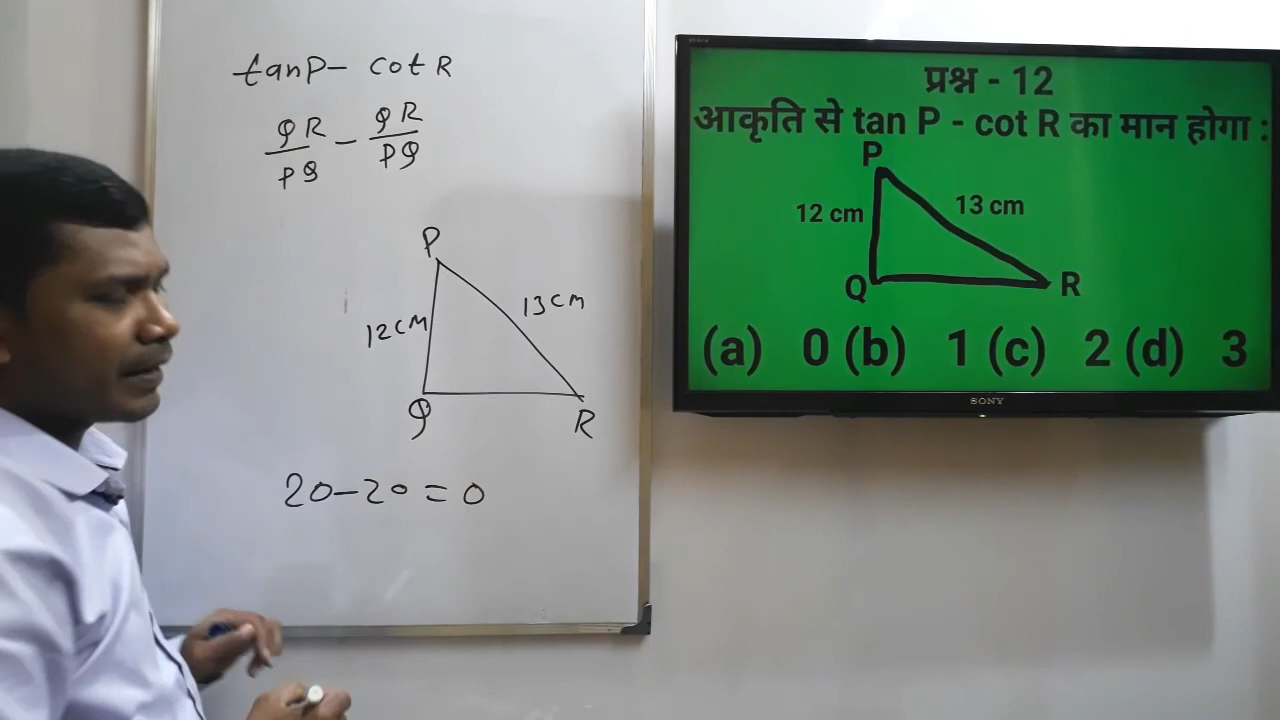 tanP- cot R
QR/PQ - QR/PQ
P
12cm
13cm
Q
R
20-20=0
प्रश्न - 12
आकृति से tan P - cot R का मान होगा :
P
12 cm
13 cm
Q
R
(a) 0 (b) 1 (c) 2 (d) 3
SONY